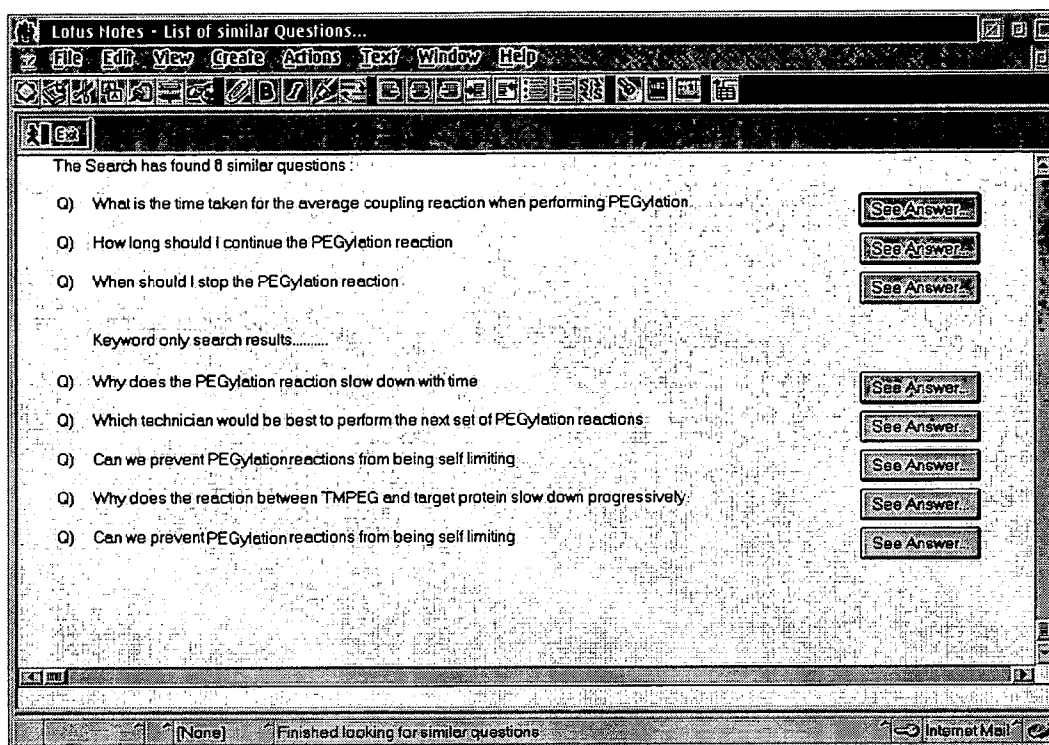 Lotus Notes - List of similar Questions...
File Edit View Create Actions Text Window Help
Exit
The Search has found 8 similar questions :
Q) What is the time taken for the average coupling reaction when performing PEGylation See Answer...
Q) How long should I continue the PEGylation reaction See Answer...
Q) When should I stop the PEGylation reaction See Answer...
Keyword only search results..........
Q) Why does the PEGylation reaction slow down with time See Answer...
Q) Which technician would be best to perform the next set of PEGylation reactions See Answer...
Q) Can we prevent PEGylation reactions from being self limiting See Answer...
Q) Why does the reaction between TMPEG and target protein slow down progressively See Answer...
Q) Can we prevent PEGylation reactions from being self limiting See Answer...
[None] Finished looking for similar questions Internet Mail